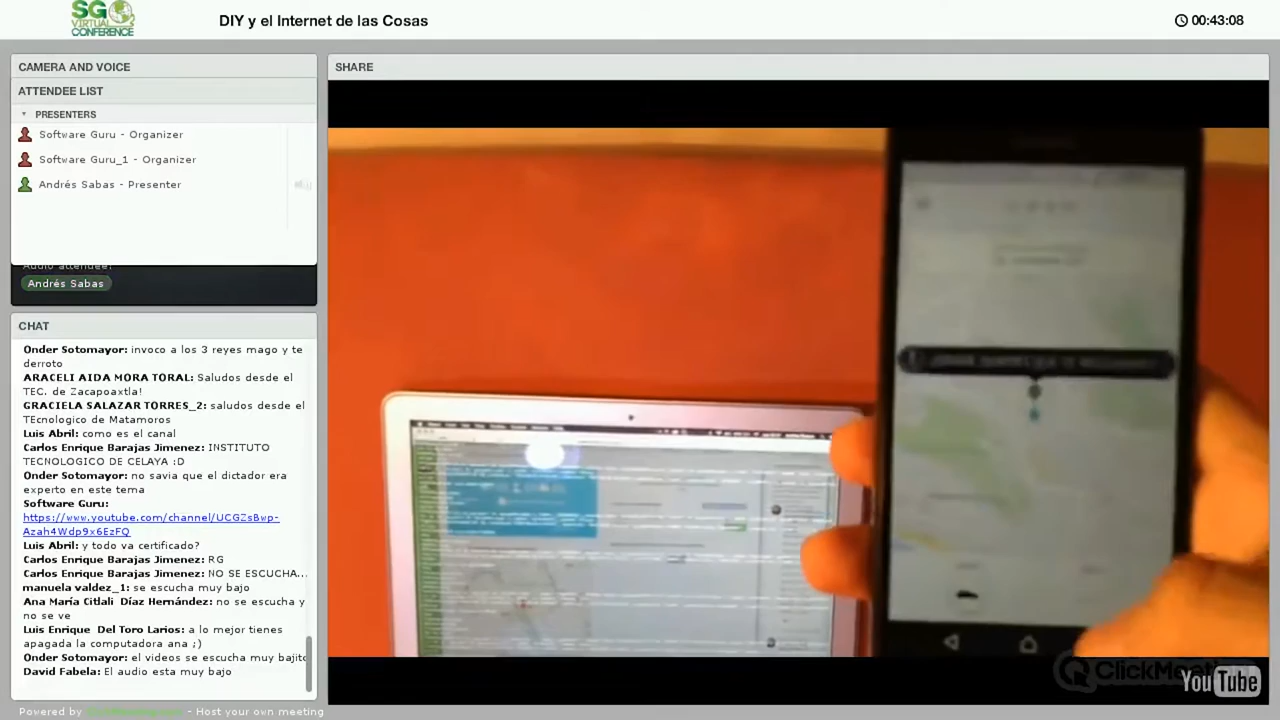 SG
VIRTUAL
CONFERENCE
DIY y el Internet de las Cosas
00:43:08
CAMERA AND VOICE
ATTENDEE LIST
PRESENTERS
Software Guru - Organizer
Software Guru_1 - Organizer
Andrés Sabas - Presenter
Audio attendee:
Andrés Sabas
CHAT
Onder Sotomayor: invoco a los 3 reyes mago y te
derroto
ARACELI AIDA MORA TORAL: Saludos desde el
TEC. de Zacapoaxtla!
GRACIELA SALAZAR TORRES_2: saludos desde el
TEcnologico de Matamoros
Luis Abril: como es el canal
Carlos Enrique Barajas Jimenez: INSTITUTO
TECNOLOGICO DE CELAYA :D
Onder Sotomayor: no savia que el dictador era
experto en este tema
Software Guru:
https://www.youtube.com/channel/UCGZsBwp-
Azah4Wdp9x6EzFQ
Luis Abril: y todo va certificado?
Carlos Enrique Barajas Jimenez: RG
Carlos Enrique Barajas Jimenez: NO SE ESCUCHA...
manuela valdez_1: se escucha muy bajo
Ana María Citlali Díaz Hernández: no se escucha y
no se ve
Luis Enrique Del Toro Larios: a lo mejor tienes
apagada la computadora ana ;)
Onder Sotomayor: el videos se escucha muy bajito
David Fabela: El audio esta muy bajo
Powered by ClickMeeting.com - Host your own meeting
SHARE
ClickMeeting
YouTube